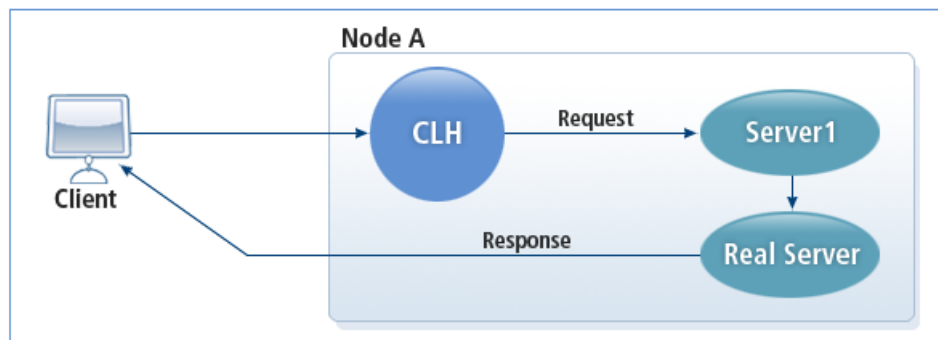 Node A
CLH
Request
Server1
Client
Response
Real Server